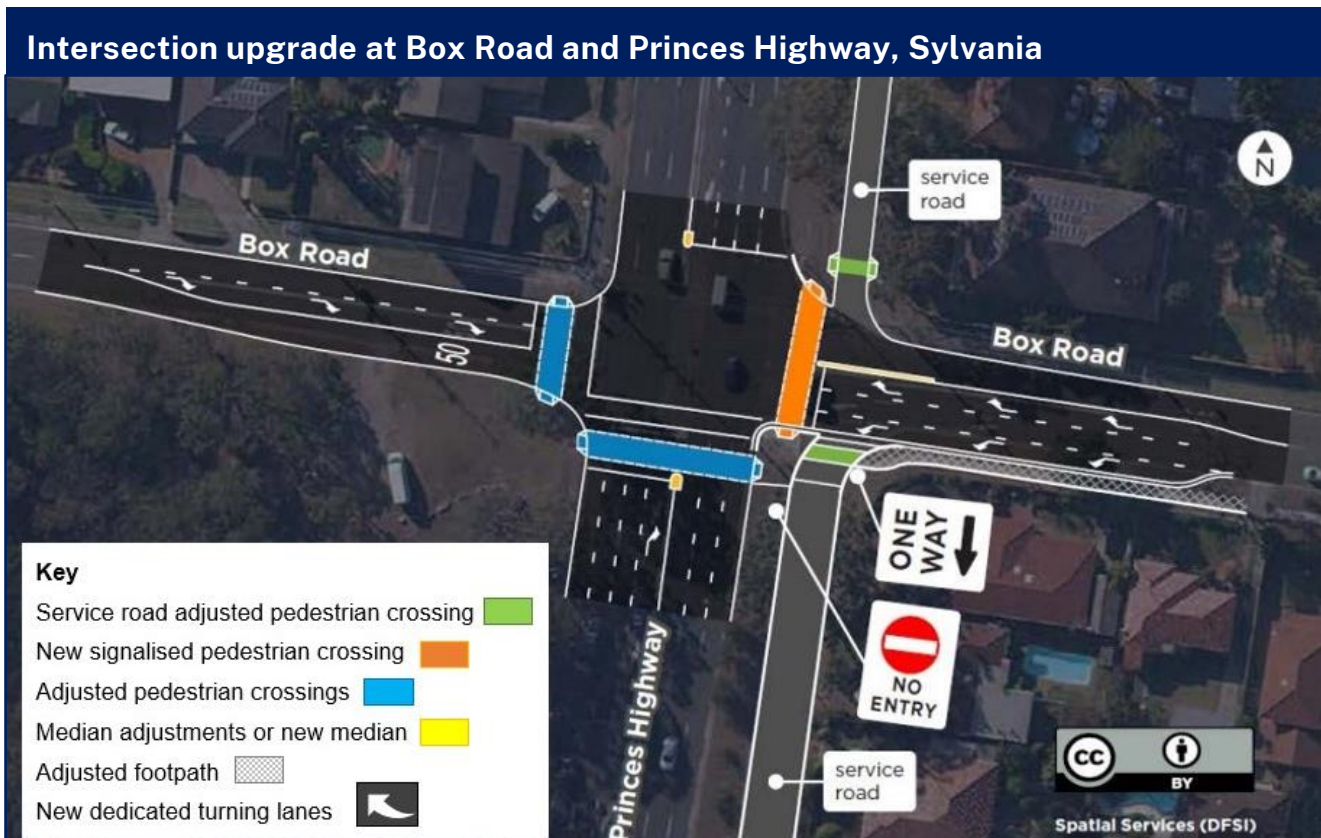 Intersection upgrade at Box Road and Princes Highway, Sylvania
N
service
road
Box Road
Box Road
50
ONE
WAY
NO
ENTRY
Princes Highway
service
road
Key
Service road adjusted pedestrian crossing
New signalised pedestrian crossing
Adjusted pedestrian crossings
Median adjustments or new median
Adjusted footpath
New dedicated turning lanes
CC
BY
Spatial Services (DFSI)